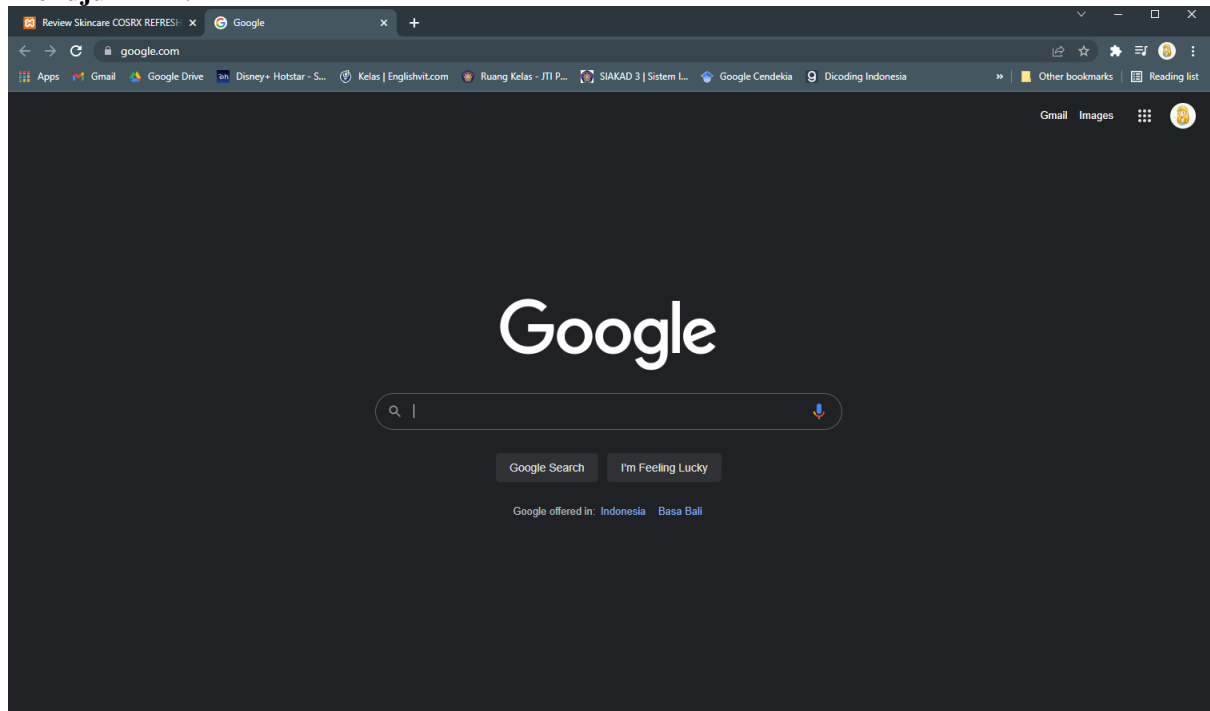 Review Skincare COSRX REFRESH
Google
google.com
Apps Gmail Google Drive Disney+ Hotstar - S... Kelas | Englishvit.com Ruang Kelas - JTI P... SIAKAD 3 | Sistem I... Google Cendekia Dicoding Indonesia » Other bookmarks Reading list
Gmail Images
Google
Google Search I'm Feeling Lucky
Google offered in: Indonesia Basa Bali